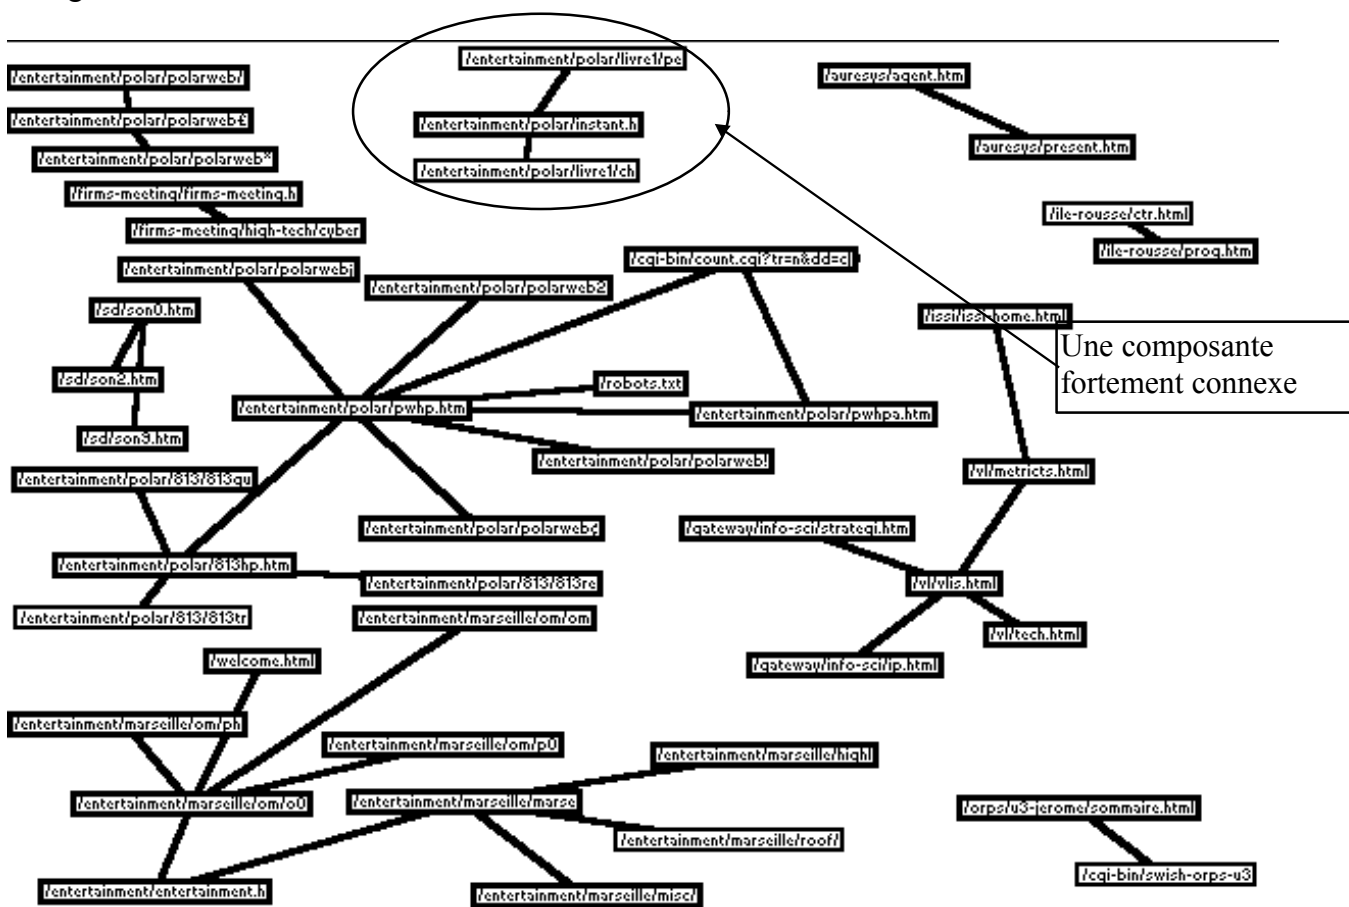 /entertainment/polar/livre1/pe
/entertainment/polar/polarweb/
/auresys/agent.htm
/entertainment/polar/polarweb£
/entertainment/polar/instant.h
/auresys/present.htm
/entertainment/polar/polarweb*
/entertainment/polar/livre1/ch
/firms-meeting/firms-meeting.h
/ile-rousse/ctr.html
/firms-meeting/high-tech/cyber
/ile-rousse/prog.htm
/entertainment/polar/polarwebj
/cgi-bin/count.cgi?tr=n&dd=c|
/entertainment/polar/polarweb2
/sd/son0.htm
/issi/issi-home.html
Une composante
fortement connexe
/sd/son2.htm
/robots.txt
/entertainment/polar/pwhp.htm
/entertainment/polar/pwhpa.htm
/sd/son9.htm
/entertainment/polar/polarweb!
/entertainment/polar/813/813qu
/vl/metricts.html
/entertainment/polar/polarwebç
/gateway/info-sci/strategi.htm
/entertainment/polar/813hp.htm
/entertainment/polar/813/813re
/vl/vlis.html
/entertainment/polar/813/813tr
/entertainment/marseille/om/om
/vl/tech.html
/welcome.html
/gateway/info-sci/ip.html
/entertainment/marseille/om/ph
/entertainment/marseille/om/p0
/entertainment/marseille/highl
/entertainment/marseille/om/o0
/entertainment/marseille/marse
/orps/u3-jerome/sommaire.html
/entertainment/marseille/roof/
/cgi-bin/swish-orps-u3
/entertainment/entertainment.h
/entertainment/marseille/misc/